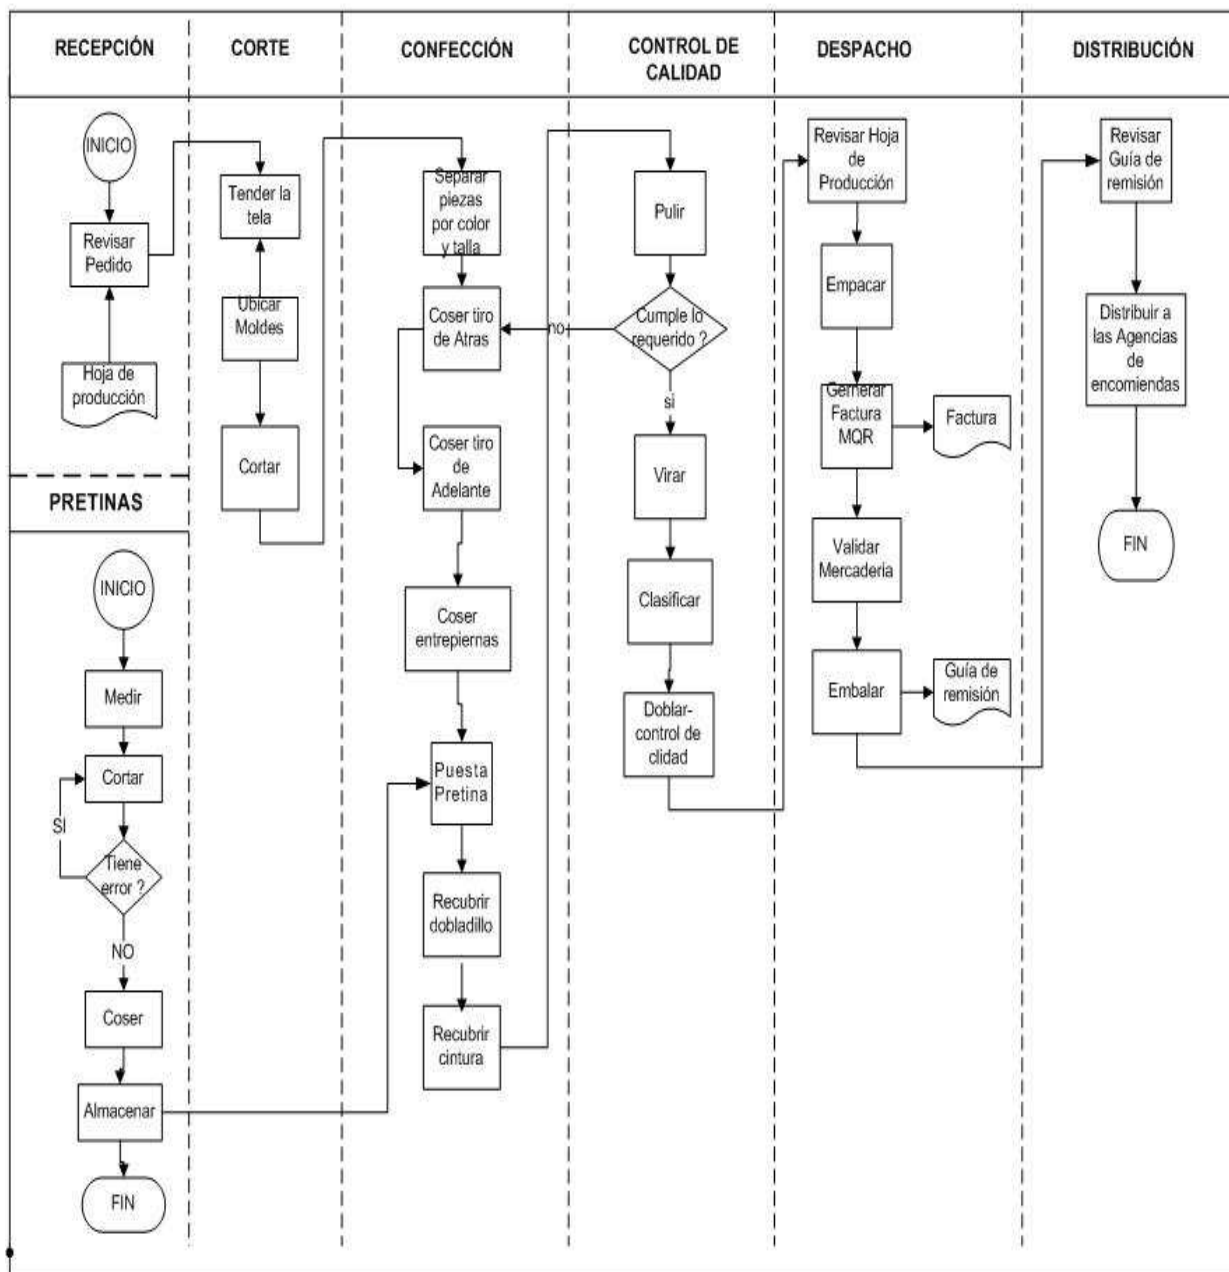 RECEPCIÓN
CORTE
CONFECCIÓN
CONTROL DE
CALIDAD
DESPACHO
DISTRIBUCIÓN
INICIO
Revisar
Pedido
Hoja de
producción
PRETINAS
INICIO
Medir
Cortar
SI
Tiene
error ?
NO
Coser
Almacenar
FIN
Tender la
tela
Ubicar
Moldes
Cortar
Separar
piezas
por color
y talla
Coser tiro
de Atras
Coser tiro
de
Adelante
Coser
entrepiernas
Puesta
Pretina
Recubrir
dobladillo
Recubrir
cintura
Pulir
Cumple lo
requerido ?
no
si
Virar
Clasificar
Doblar-
control de
clidad
Revisar Hoja
de
Producción
Empacar
Gernerar
Factura
MQR
Factura
Validar
Mercadería
Embalar
Guía de
remisión
Revisar
Guía de
remisión
Distribuir a
las Agencias
de
encomiendas
FIN